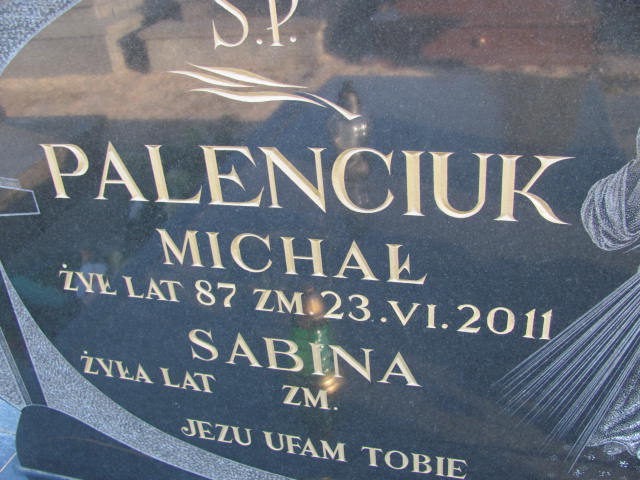 Ś.P.
PALENCIUK
MICHAŁ
ŻYŁ LAT 87 ZM. 23.VI.2011
SABINA
ŻYŁA LAT ZM.
JEZU UFAM TOBIE